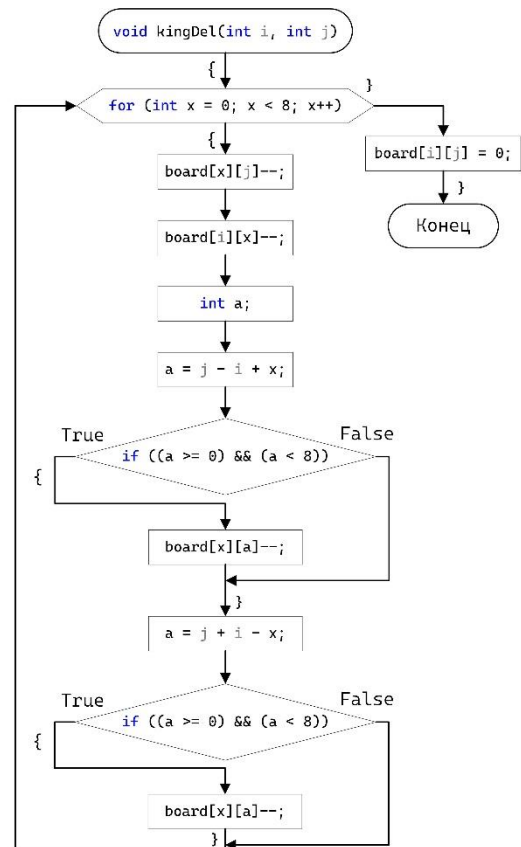 void kingDel(int i, int j)
{
}
for (int x = 0; x < 8; x++)
{
board[i][j] = 0;
board[x][j]--;
}
Конец
board[i][x]--;
int a;
a = j - i + x;
True
False
if ((a >= 0) && (a < 8))
{
board[x][a]--;
}
a = j + i - x;
True
False
if ((a >= 0) && (a < 8))
{
board[x][a]--;
}